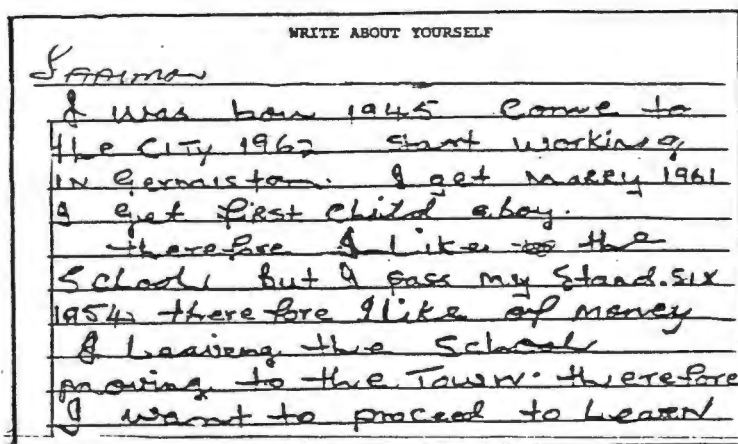 WRITE ABOUT YOURSELF
I was born 1945 Come to
the CITY 1962 start working
IN Germiston. I get MARRY 1961
I get first child a boy.
therefore I like the
School but I pass my Stand. SIX
1954. therefore I like of money
I Leaving the School
moving to the Town. therefore
I want to proceed to Learn